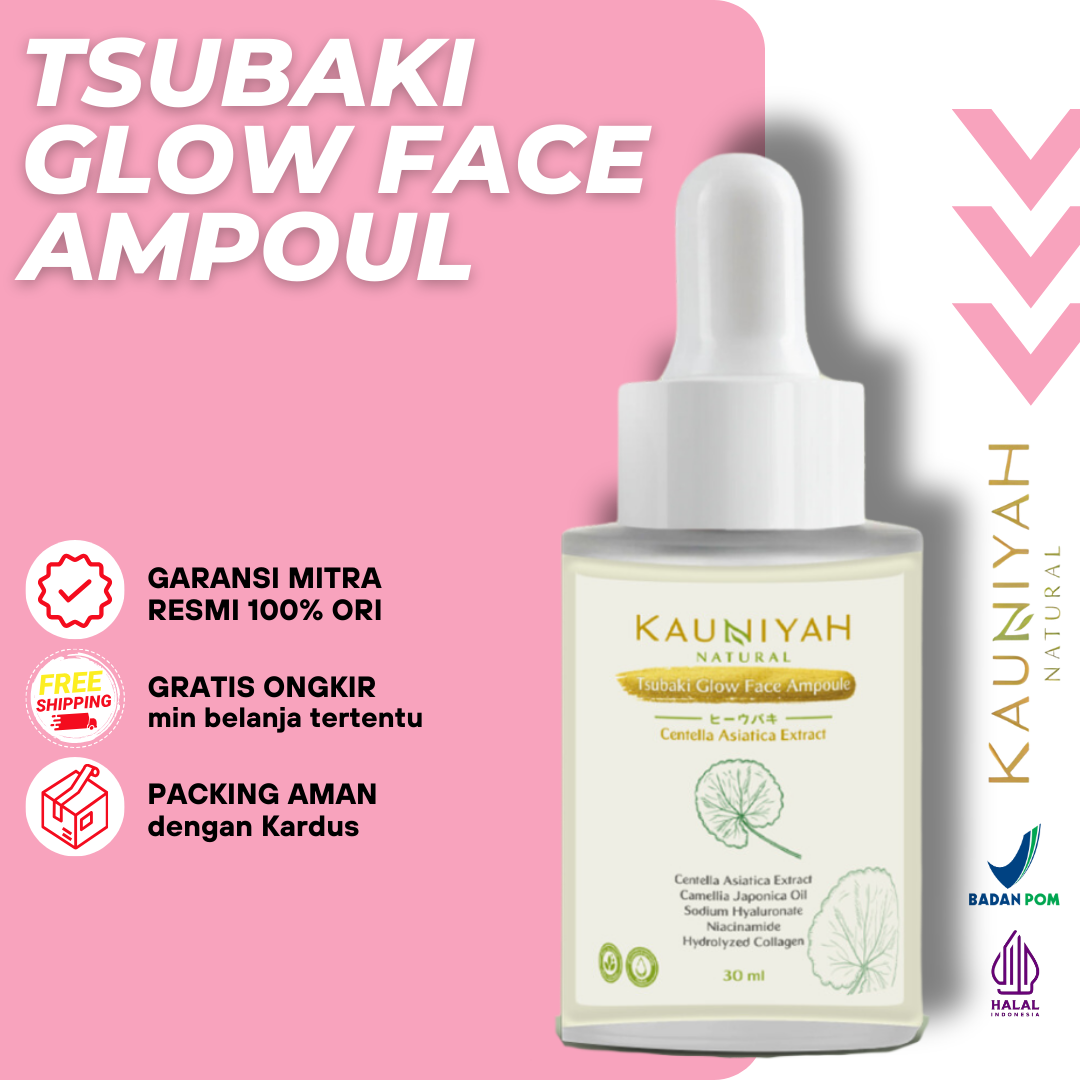 TSUBAKI
GLOW FACE
AMPOUL
GARANSI MITRA
RESMI 100% ORI
FREE
SHIPPING
GRATIS ONGKIR
min belanja tertentu
PACKING AMAN
dengan Kardus
KAUNIYAH
NATURAL
Tsubaki Glow Face Ampoule
ヒーウバキ
Centella Asiatica Extract
Centella Asiatica Extract
Camellia Japonica Oil
Sodium Hyaluronate
Niacinamide
Hydrolyzed Collagen
30 ml
KAUNIYAH
NATURAL
BADAN POM
HALAL
INDONESIA